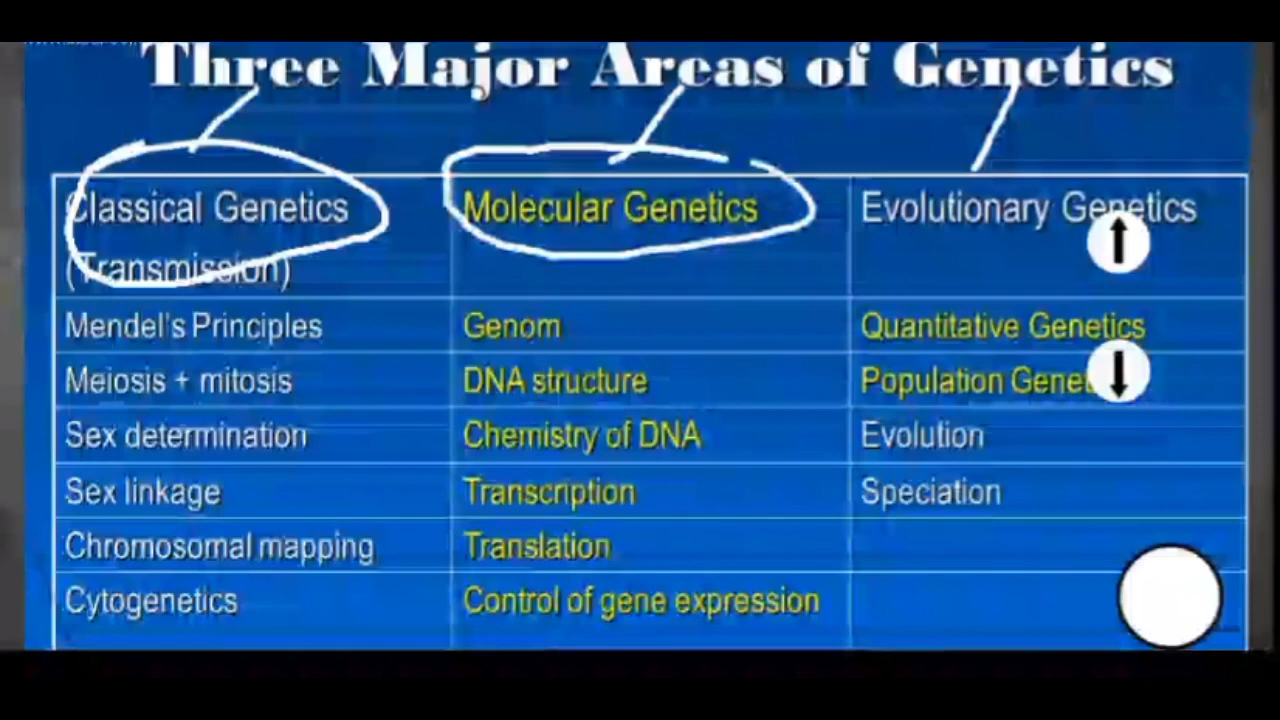 Three Major Areas of Genetics
Classical Genetics
(Transmission)
Molecular Genetics
Evolutionary Genetics
Mendel's Principles
Genom
Quantitative Genetics
Meiosis + mitosis
DNA structure
Population
Sex determination
Chemistry of DNA
Evolution
Sex linkage
Transcription
Speciation
Chromosomal mapping
Translation
Cytogenetics
Control of gene expression